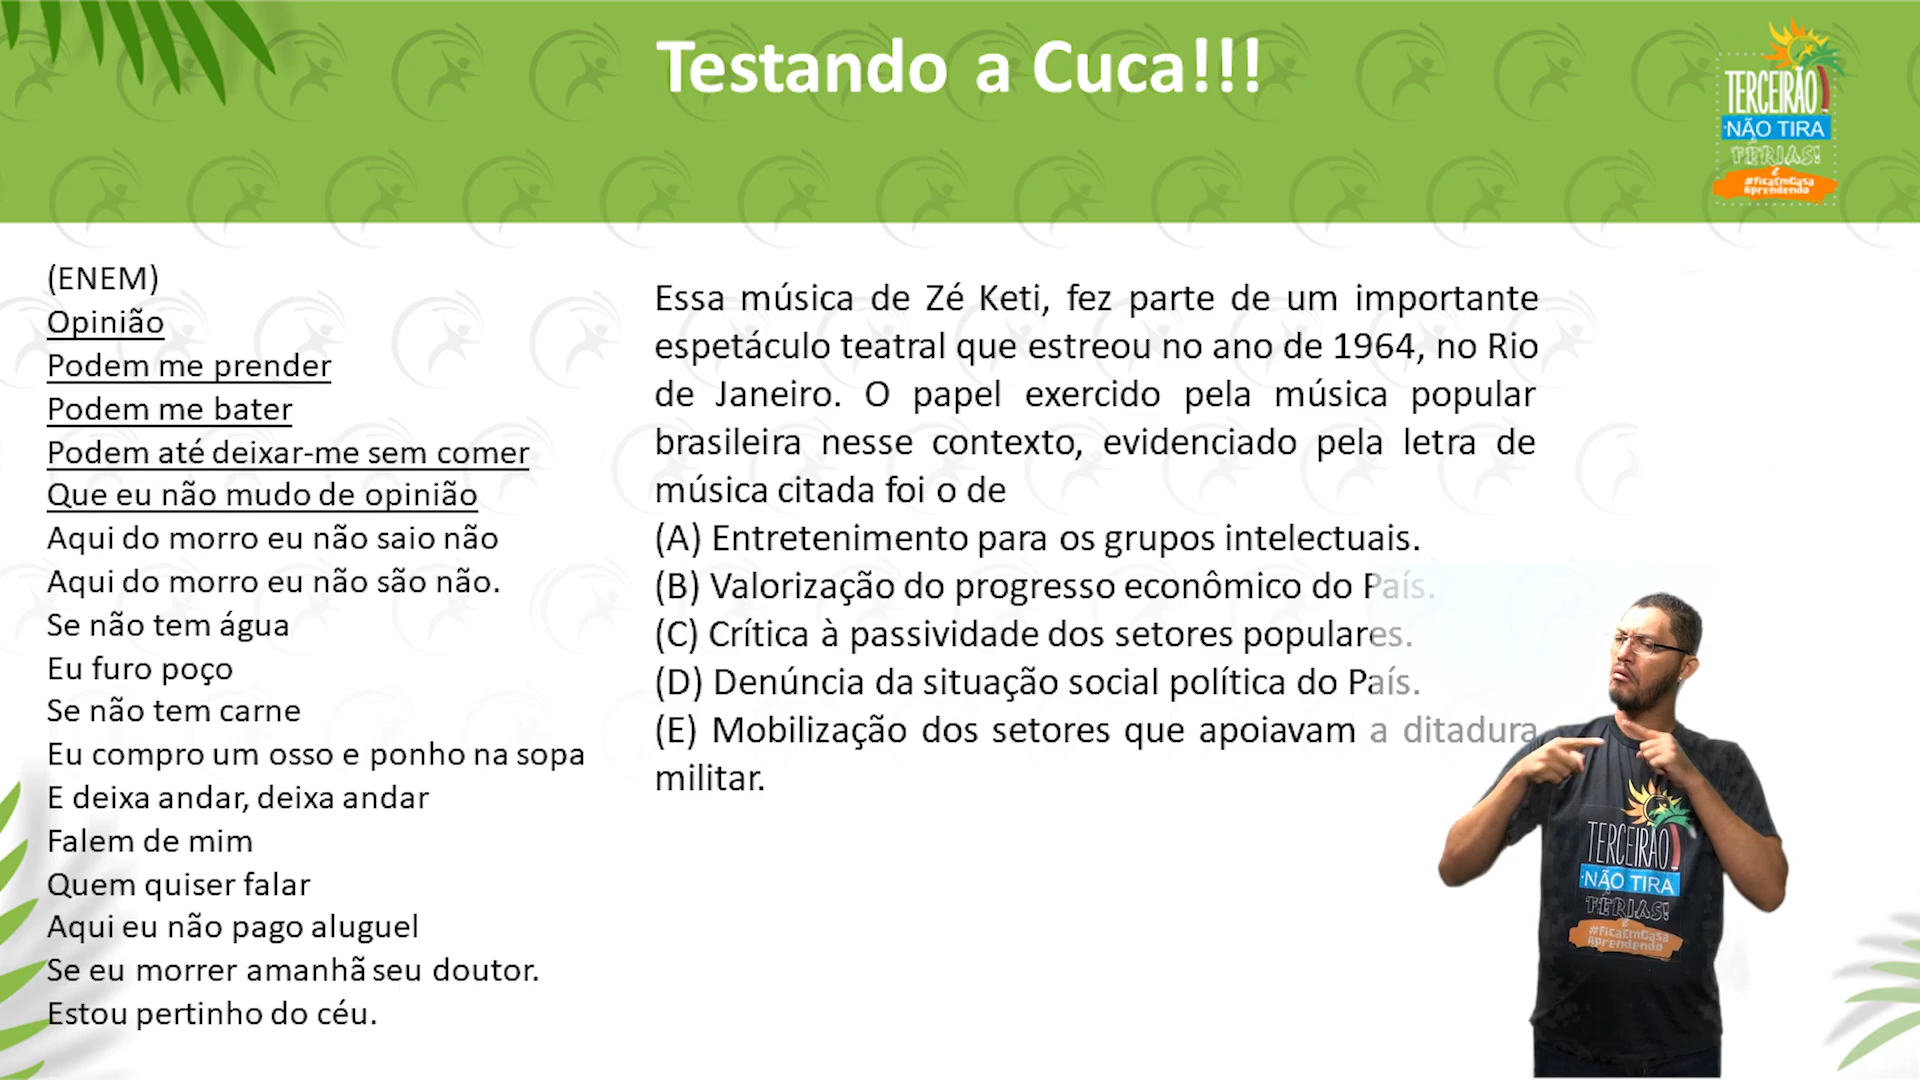 Testando a Cuca!!!
TERCEIRÃO
NÃO TIRA
FÉRIAS!
E
#FicaEmCasa
Aprendendo
(ENEM)
Opinião
Podem me prender
Podem me bater
Podem até deixar-me sem comer
Que eu não mudo de opinião
Aqui do morro eu não saio não
Aqui do morro eu não são não.
Se não tem água
Eu furo poço
Se não tem carne
Eu compro um osso e ponho na sopa
E deixa andar, deixa andar
Falem de mim
Quem quiser falar
Aqui eu não pago aluguel
Se eu morrer amanhã seu doutor.
Estou pertinho do céu.
Essa música de Zé Keti, fez parte de um importante
espetáculo teatral que estreou no ano de 1964, no Rio
de Janeiro. O papel exercido pela música popular
brasileira nesse contexto, evidenciado pela letra de
música citada foi o de
(A) Entretenimento para os grupos intelectuais.
(B) Valorização do progresso econômico do País.
(C) Crítica à passividade dos setores populares.
(D) Denúncia da situação social política do País.
(E) Mobilização dos setores que apoiavam a ditadura
militar.
TERCEIRÃO
NÃO TIRA
FÉRIAS!
#FicaEmCasa
Aprendendo